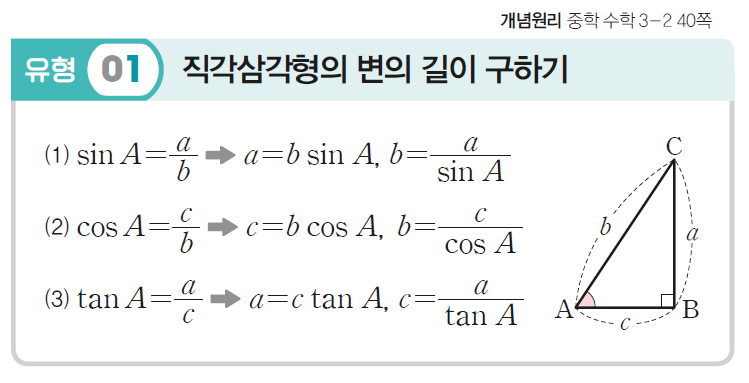 개념원리 중학 수학 3-2 40쪽
유형 01 직각삼각형의 변의 길이 구하기
(1) sin A = a/b ➡ a = b sin A, b = a/sin A
(2) cos A = c/b ➡ c = b cos A, b = c/cos A
(3) tan A = a/c ➡ a = c tan A, c = a/tan A
C
b
a
A
B
c